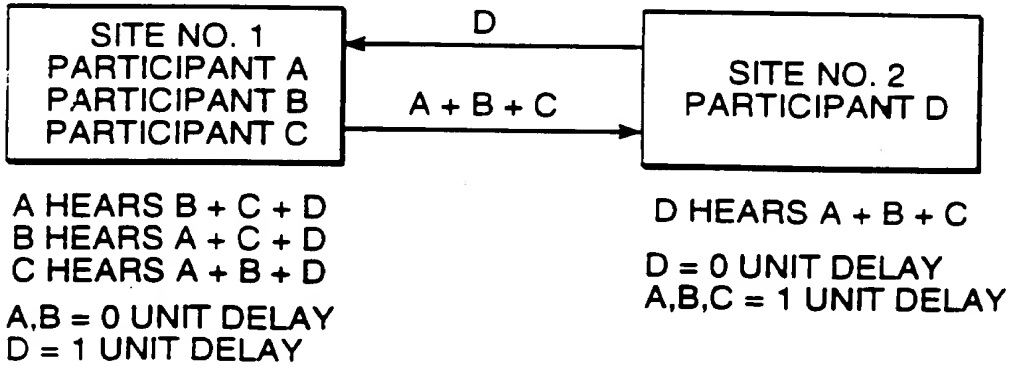 SITE NO. 1
PARTICIPANT A
PARTICIPANT B
PARTICIPANT C
D
A + B + C
SITE NO. 2
PARTICIPANT D
A HEARS B + C + D
B HEARS A + C + D
C HEARS A + B + D
A,B = 0 UNIT DELAY
D = 1 UNIT DELAY
D HEARS A + B + C
D = 0 UNIT DELAY
A,B,C = 1 UNIT DELAY